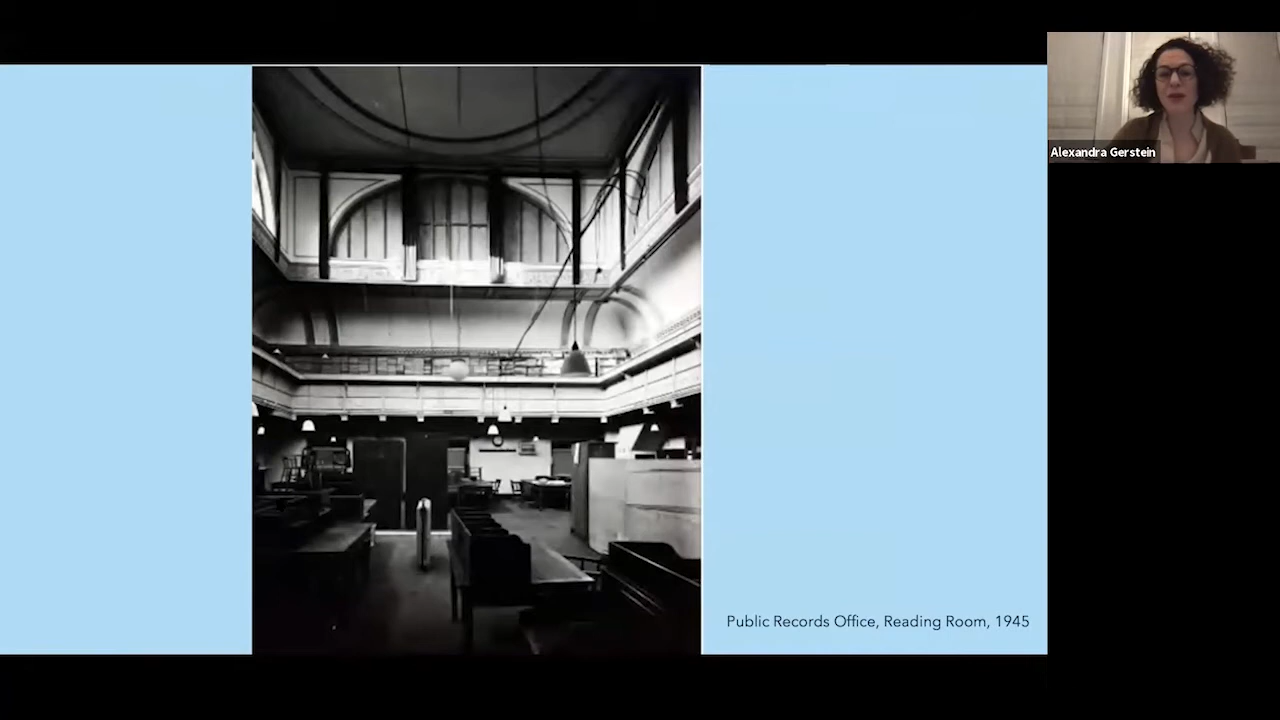 Alexandra Gerstein
Public Records Office, Reading Room, 1945